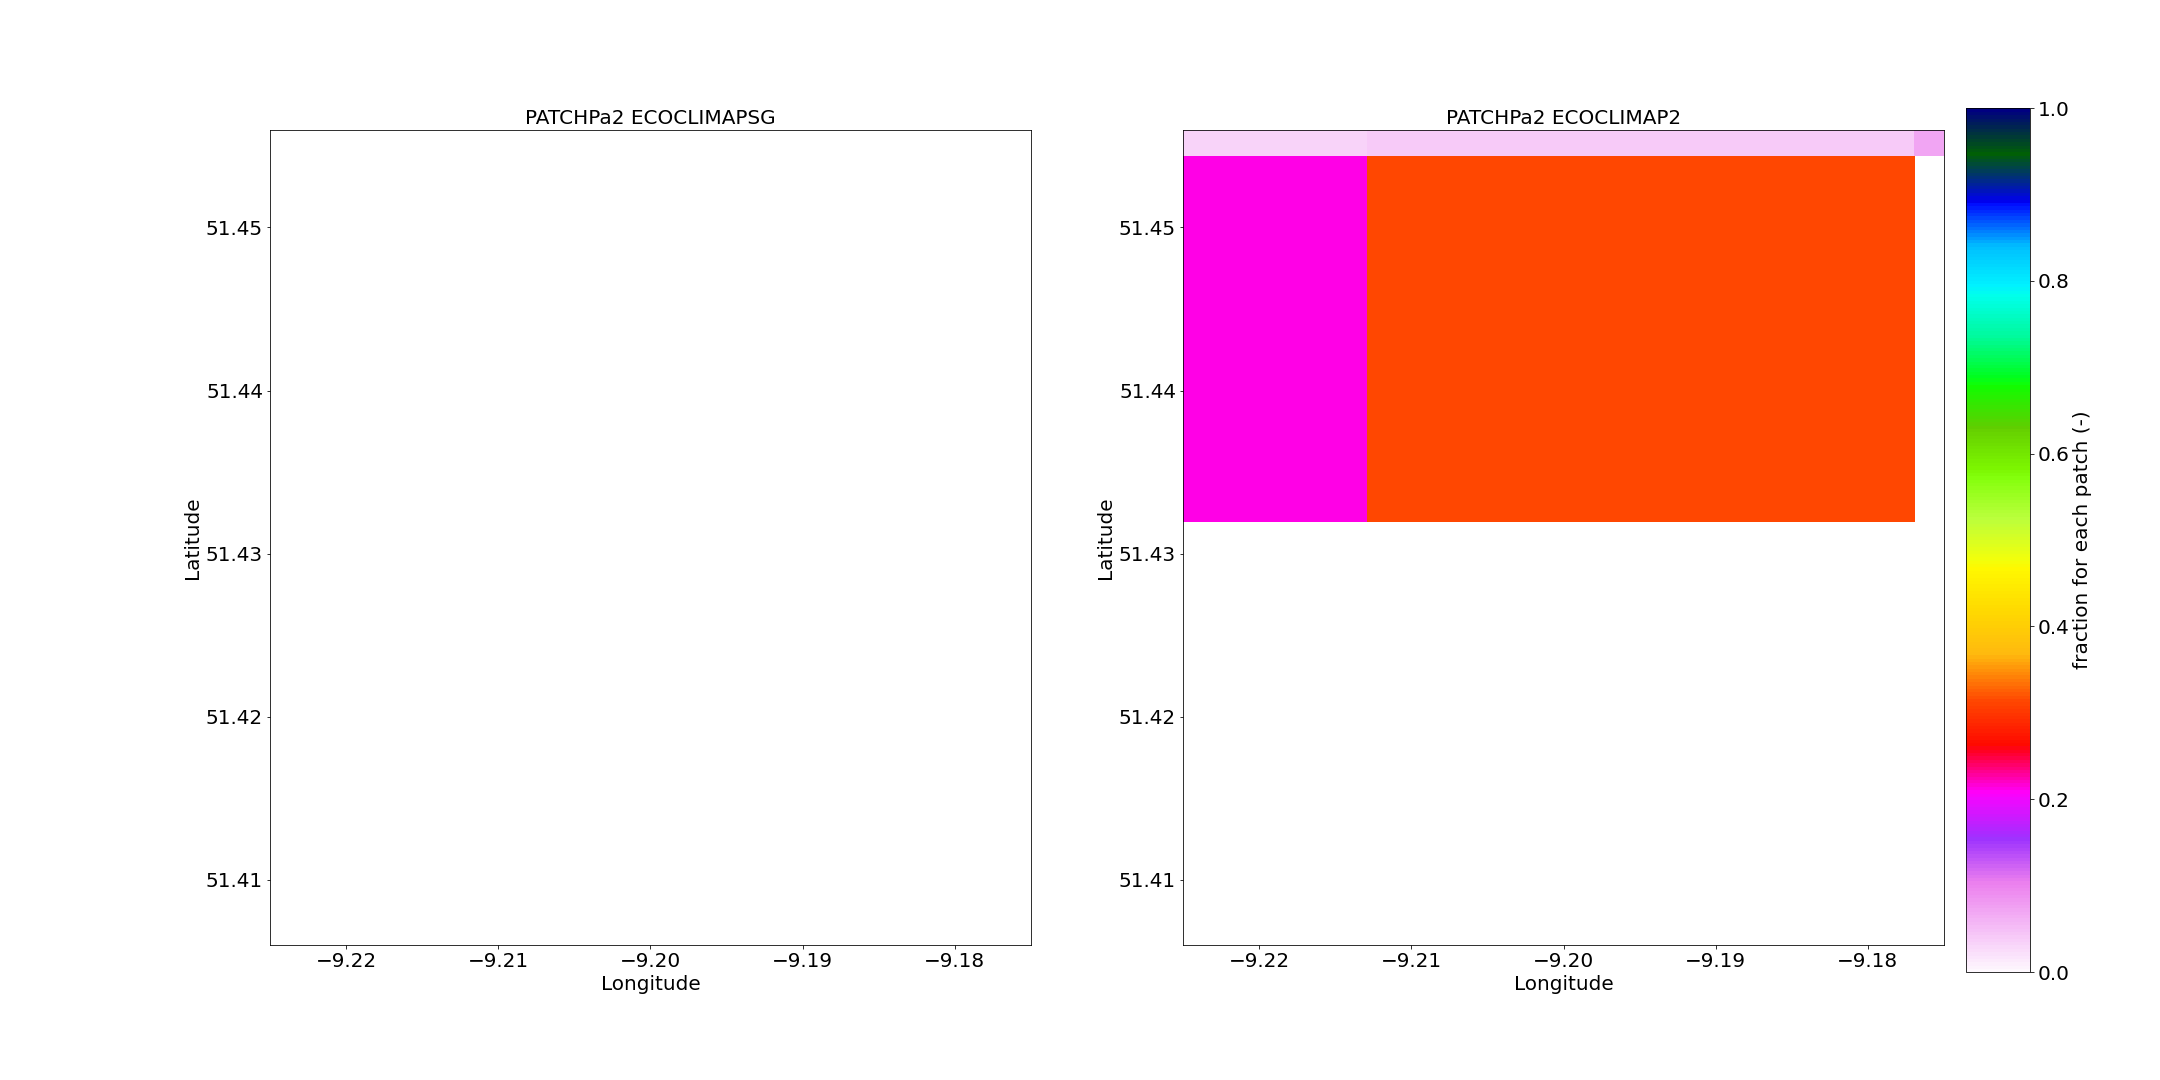 PATCHPa2 ECOCLIMAPSG
51.45
51.44
51.43
51.42
51.41
Latitude
−9.22 −9.21 −9.20 −9.19 −9.18
Longitude
PATCHPa2 ECOCLIMAP2
51.45
51.44
51.43
51.42
51.41
Latitude
−9.22 −9.21 −9.20 −9.19 −9.18
Longitude
1.0
0.8
0.6
0.4
0.2
0.0
fraction for each patch (-)